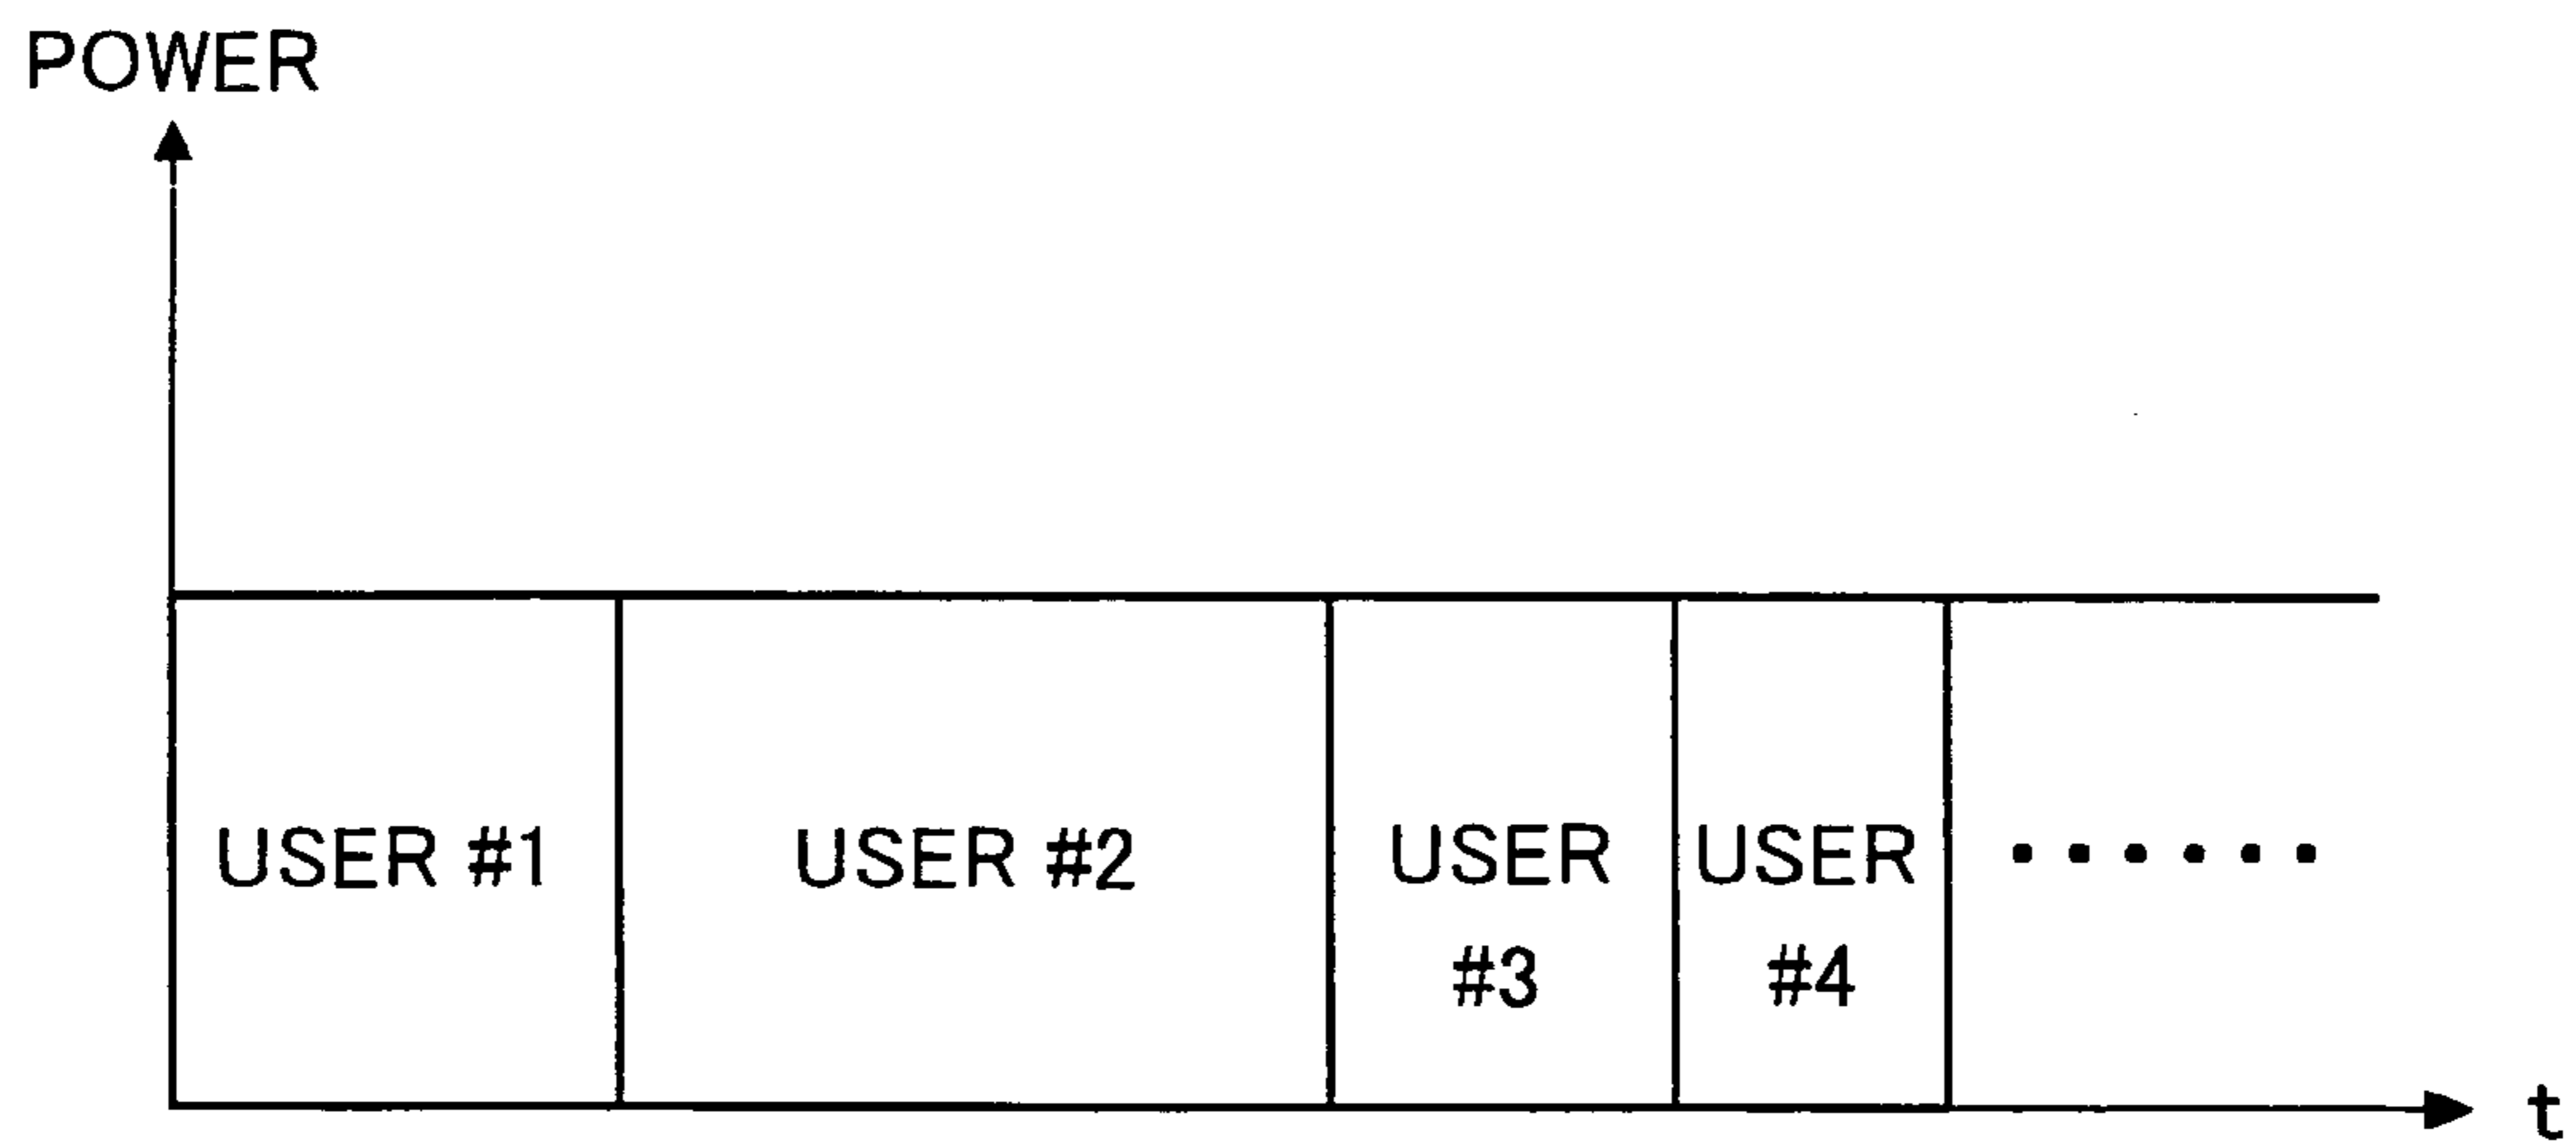 POWER
USER #1
USER #2
USER
#3
USER
#4
......
t